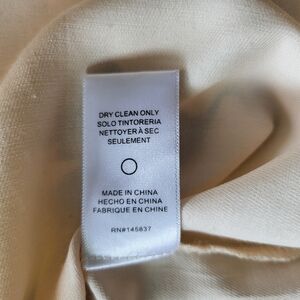 DRY CLEAN ONLY
SOLO TINTORERIA
NETTOYER À SEC
SEULEMENT
MADE IN CHINA
HECHO EN CHINA
FABRIQUE EN CHINE
RN#145837